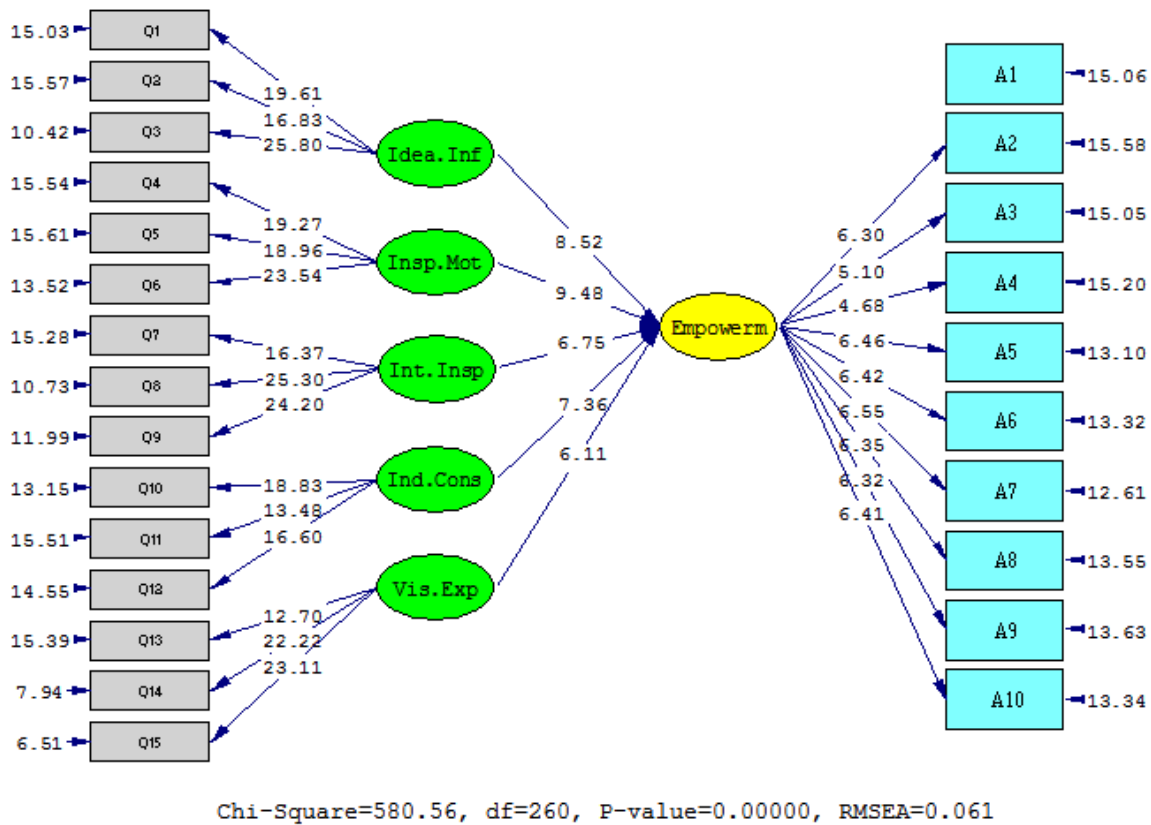 15.03 Q1
15.57 Q2
10.42 Q3
15.54 Q4
15.61 Q5
13.52 Q6
15.28 Q7
10.73 Q8
11.99 Q9
13.15 Q10
15.51 Q11
14.55 Q12
15.39 Q13
7.94 Q14
6.51 Q15
19.61
16.83
25.80
19.27
18.96
23.54
16.37
25.30
24.20
18.83
13.48
16.60
12.70
22.22
23.11
Idea.Inf
Insp.Mot
Int.Insp
Ind.Cons
Vis.Exp
8.52
9.48
6.75
7.36
6.11
Empowerm
6.30
5.10
4.68
6.46
6.42
6.55
6.35
6.32
6.41
A1 15.06
A2 15.58
A3 15.05
A4 15.20
A5 13.10
A6 13.32
A7 12.61
A8 13.55
A9 13.63
A10 13.34
Chi-Square=580.56, df=260, P-value=0.00000, RMSEA=0.061